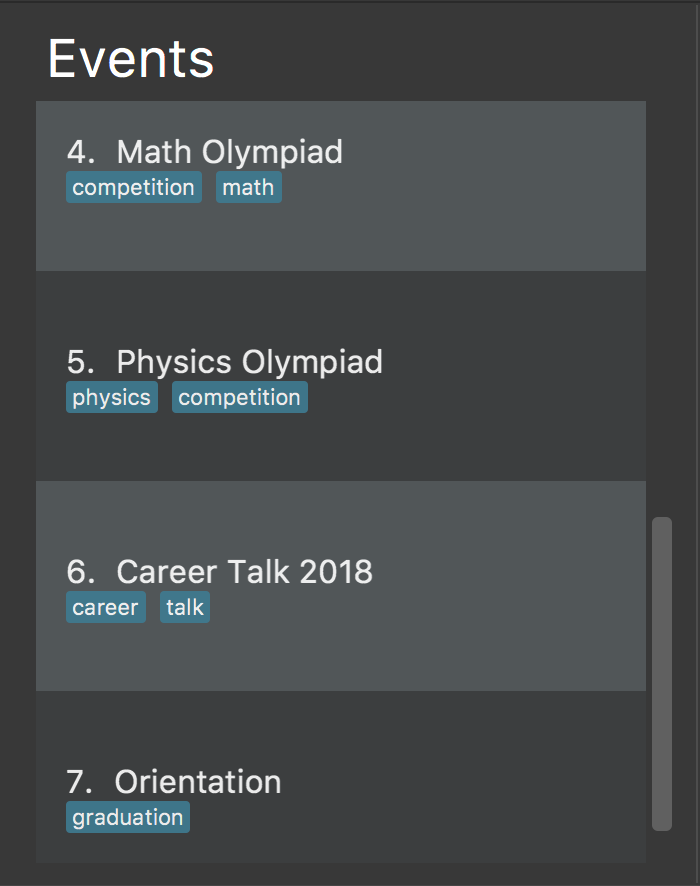 Events
4. Math Olympiad
competition math
5. Physics Olympiad
physics competition
6. Career Talk 2018
career talk
7. Orientation
graduation